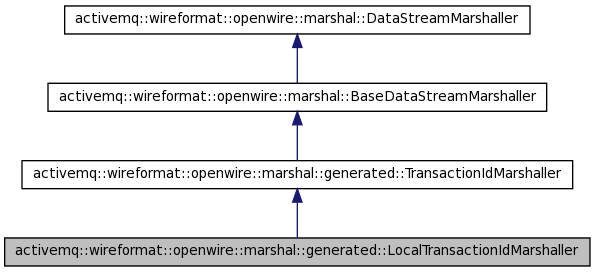 activemq::wireformat::openwire::marshal::DataStreamMarshaller
activemq::wireformat::openwire::marshal::BaseDataStreamMarshaller
activemq::wireformat::openwire::marshal::generated::TransactionIdMarshaller
activemq::wireformat::openwire::marshal::generated::LocalTransactionIdMarshaller